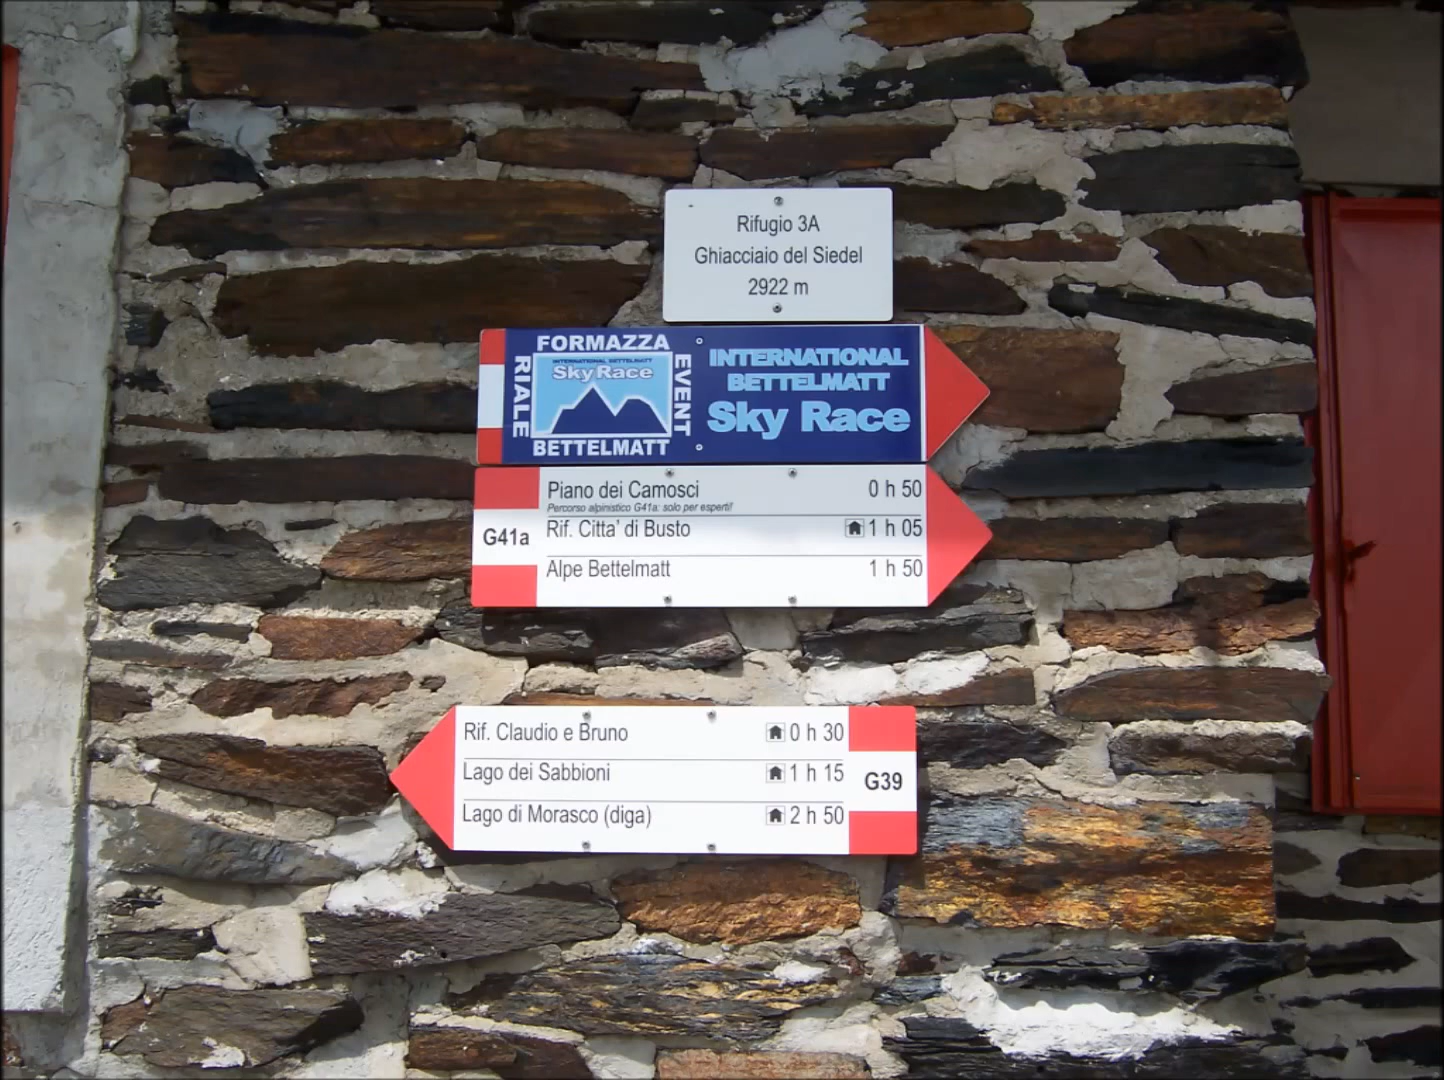 Rifugio 3A
Ghiacciaio del Siedel
2922 m
FORMAZZA
RIALE
INTERNATIONAL BETTELMATT
SkyRace
EVENT
BETTELMATT
INTERNATIONAL
BETTELMATT
Sky Race
G41a
Piano dei Camosci 0 h 50
Percorso alpinistico G41a: solo per esperti!
Rif. Citta' di Busto 1 h 05
Alpe Bettelmatt 1 h 50
Rif. Claudio e Bruno 0 h 30
Lago dei Sabbioni 1 h 15
Lago di Morasco (diga) 2 h 50
G39